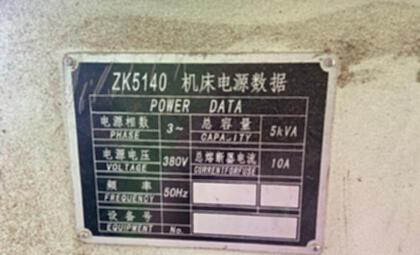 ZK5140 机床电源数据
POWER DATA
电源相数 3~ 总容量 5kVA
PHASE CAPACITY
电源电压 380V 总熔断器电流 10A
VOLTAGE CURRENTFORFUSE
频率 50Hz
FREQUENCY
设备号 No.
EQUIPMENT